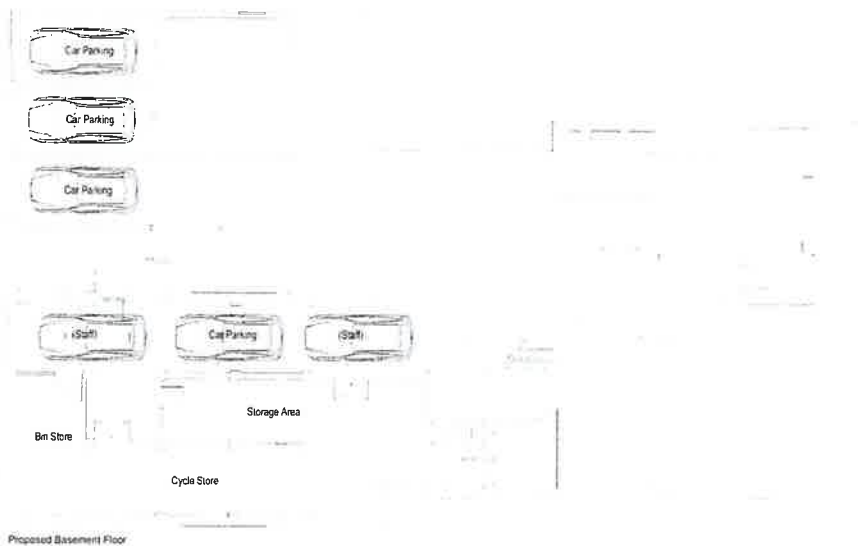 Car Parking
Car Parking
Car Parking
(Staff)
Car Parking
(Staff)
Storage Area
Bin Store
Cycle Store
Proposed Basement Floor